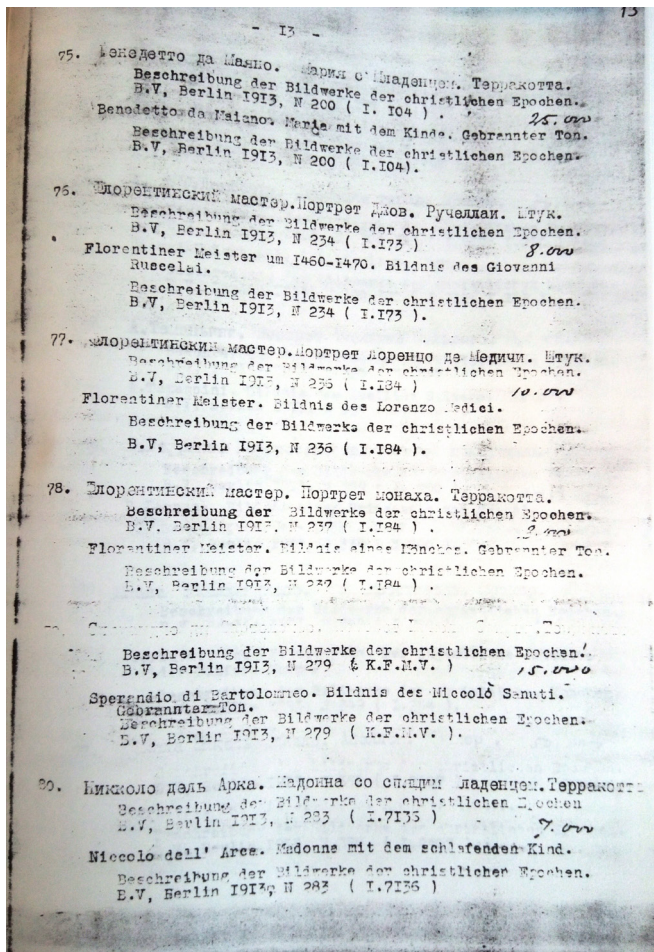 - 13 -
13
75. Бенедетто да Маяно. Мария с Младенцем. Терракотта.
Beschreibung der Bildwerke der christlichen Epochen.
B.V, Berlin 1913, N 200 ( I. 104 ) .
25.000
Benedetto da Maiano. Maria mit dem Kinde. Gebrannter Ton.
Beschreibung der Bildwerke der christlichen Epochen.
B.V, Berlin 1913, N 200 ( I.104).
76. Флорентинский мастер.Портрет Джов. Ручеллаи. Штук.
Beschreibung der Bildwerke der christlichen Epochen.
B.V, Berlin 1913, N 234 ( I.173 )
8.000
Florentiner Meister um 1460-1470. Bildnis des Giovanni
Ruscelai.
Beschreibung der Bildwerke der christlichen Epochen.
B.V, Berlin 1913, N 234 ( I.173 ).
77. Флорентинский мастер.Портрет Лоренцо де Медичи. Штук.
Beschreibung der Bildwerke der christlichen Epochen.
B.V, Berlin 1913, N 236 ( I.184 )
10.000
Florentiner Meister. Bildnis des Lorenzo Medici.
Beschreibung der Bildwerke der christlichen Epochen.
B.V, Berlin 1913, N 236 ( I.184 ).
78. Флорентинский мастер. Портрет монаха. Терракотта.
Beschreibung der Bildwerke der christlichen Epochen.
B.V. Berlin 1913. N 237 ( I.184 ) .
Florentiner Meister. Bildnis eines Mönches. Gebrannter Ton.
Beschreibung der Bildwerke der christlichen Epochen.
B.V, Berlin 1913, N 237 ( I.184 ) .
Beschreibung der Bildwerke der christlichen Epochen.
B.V, Berlin 1913, N 279 ( K.F.M.V. )
15.000
Sperandio di Bartolommeo. Bildnis des Niccolò Sanuti.
Gebrannter Ton.
Beschreibung der Bildwerke der christlichen Epochen.
B.V, Berlin 1913, N 279 ( K.F.M.V. ).
80. Никколо дель Арка. Мадонна со спящим младенцем.Терракотта
Beschreibung der Bildwerke der christlichen Epochen
B.V, Berlin 1913, N 283 ( I.7136 )
7.000
Niccolo dell' Arca. Madonna mit dem schlafenden Kind.
Beschreibung der Bildwerke der christlicher Epochen.
B.V, Berlin 1913, N 283 ( I.7136 )